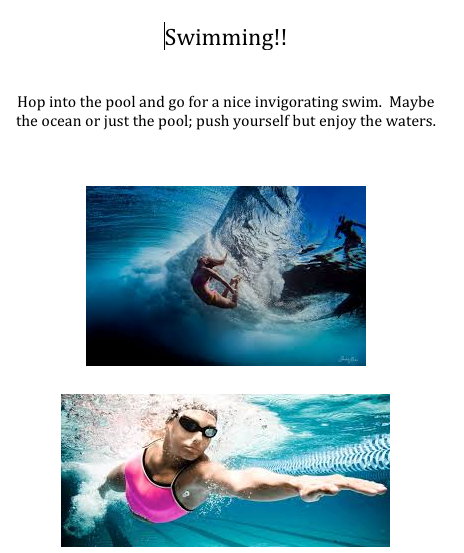 Swimming!!
Hop into the pool and go for a nice invigorating swim.  Maybe
the ocean or just the pool; push yourself but enjoy the waters.